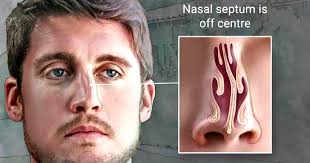 Nasal septum is
off centre